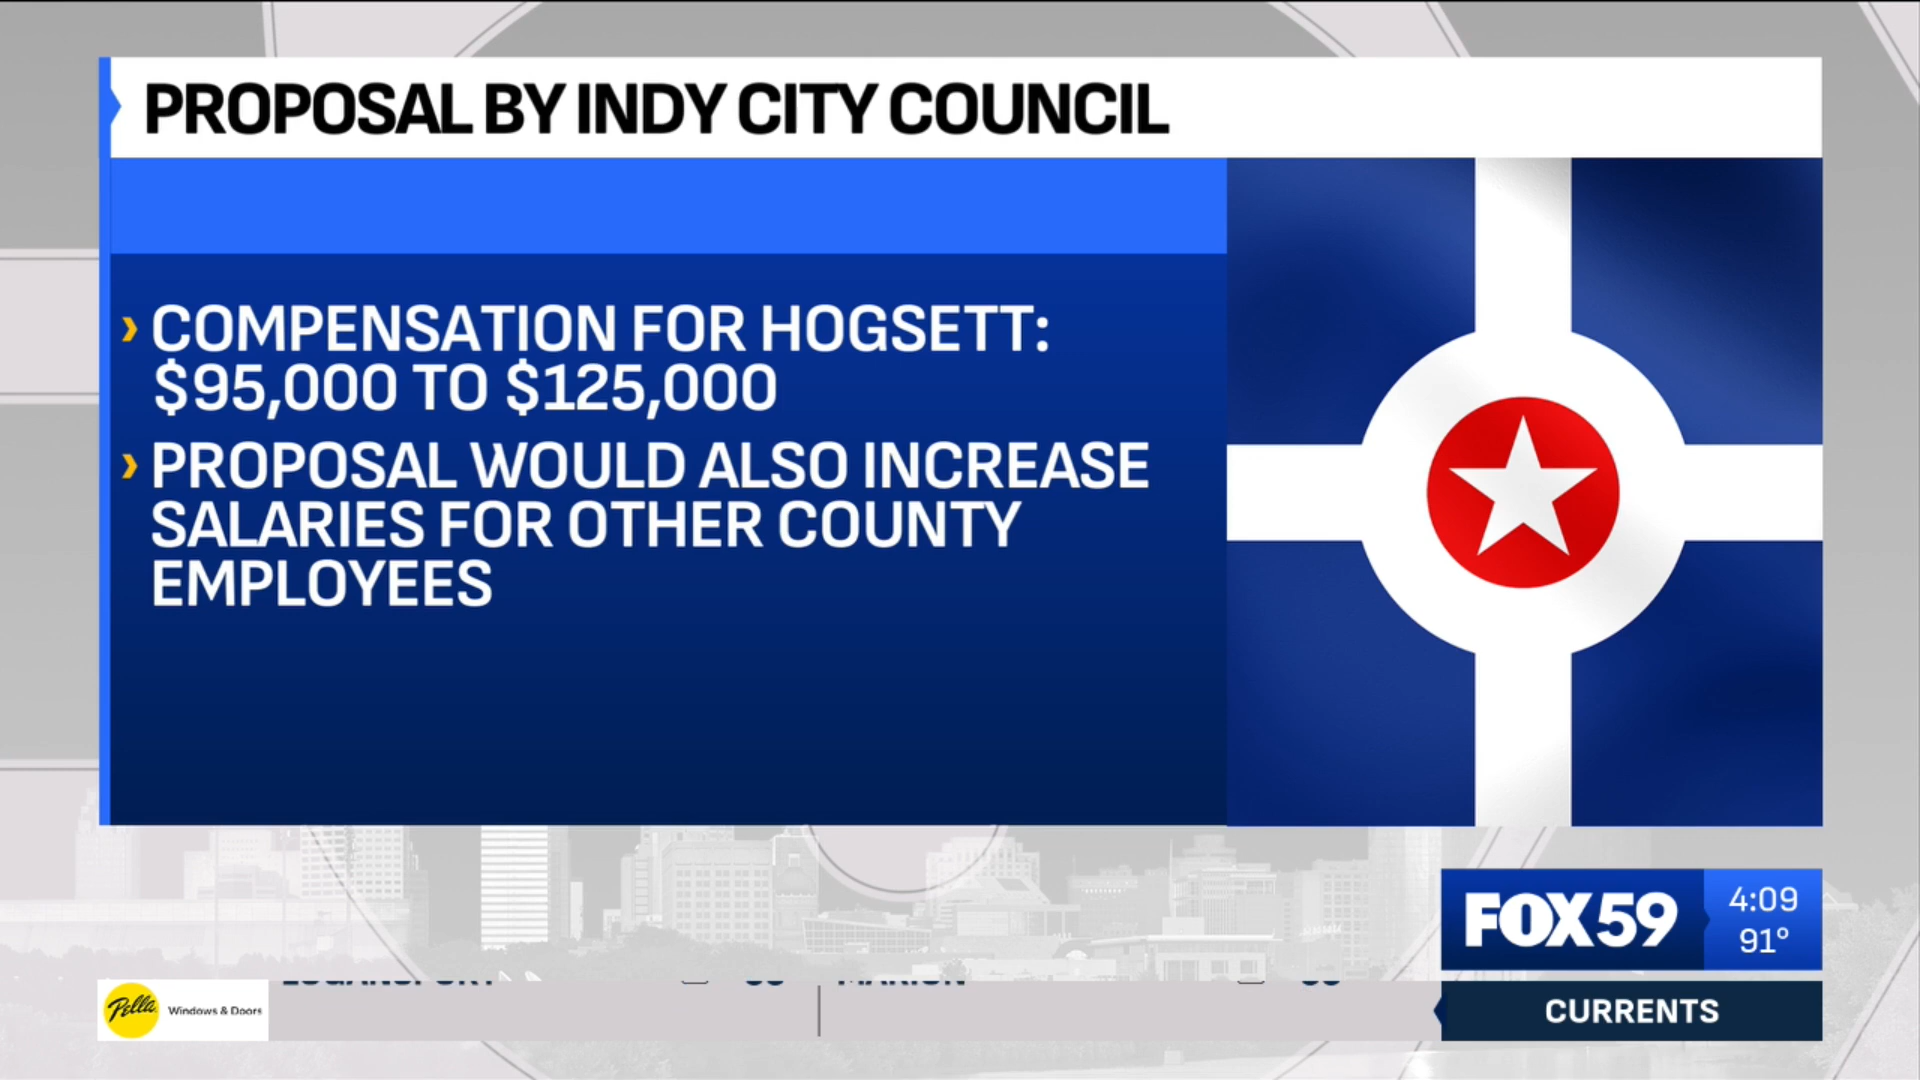 PROPOSAL BY INDY CITY COUNCIL
› COMPENSATION FOR HOGSETT:
$95,000 TO $125,000
› PROPOSAL WOULD ALSO INCREASE
SALARIES FOR OTHER COUNTY
EMPLOYEES
FOX59
4:09
91°
Pella
Windows & Doors
CURRENTS